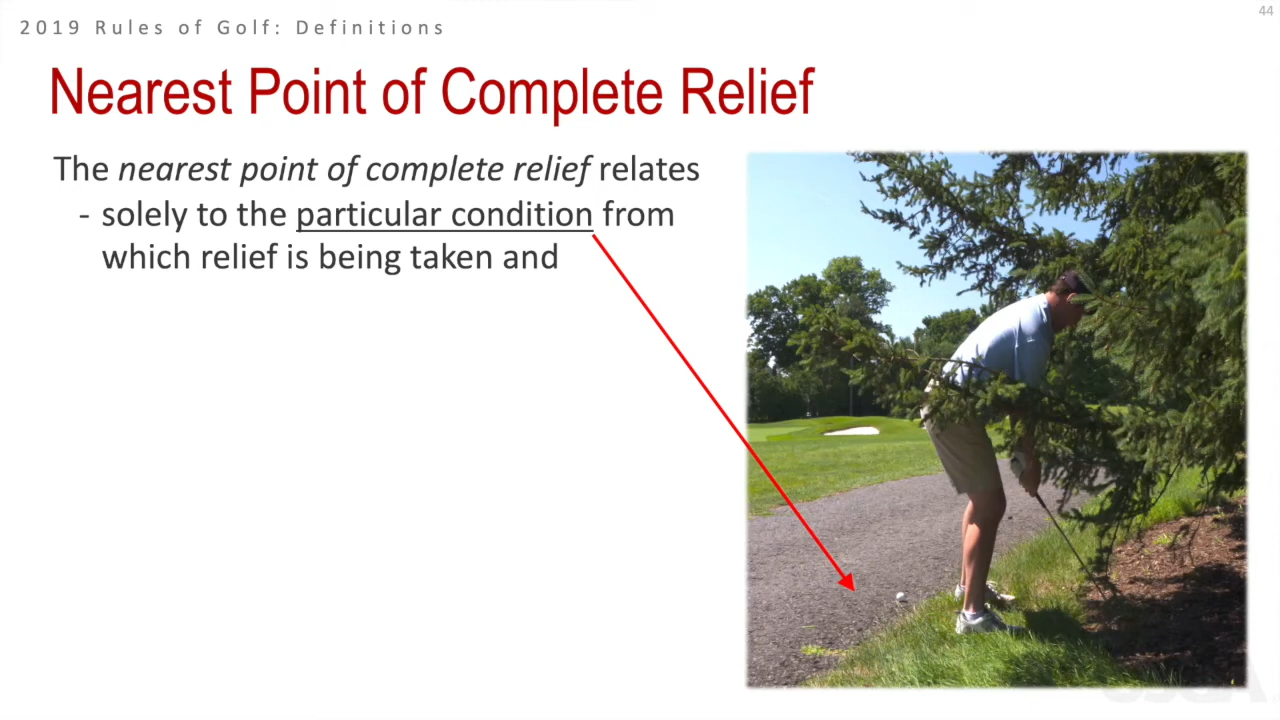 44
2019 Rules of Golf: Definitions
Nearest Point of Complete Relief
The nearest point of complete relief relates
- solely to the particular condition from
which relief is being taken and